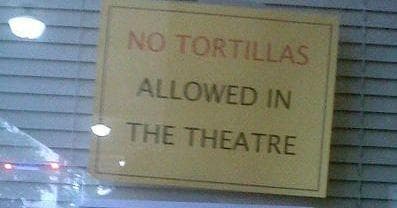 NO TORTILLAS
ALLOWED IN
THE THEATRE